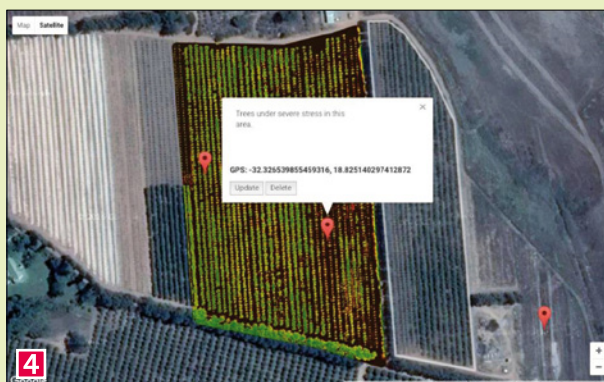 Map Satellite
×
Trees under severe stress in this
area.
GPS: -32.326539855459316, 18.825140297412872
Update Delete
+
−
4